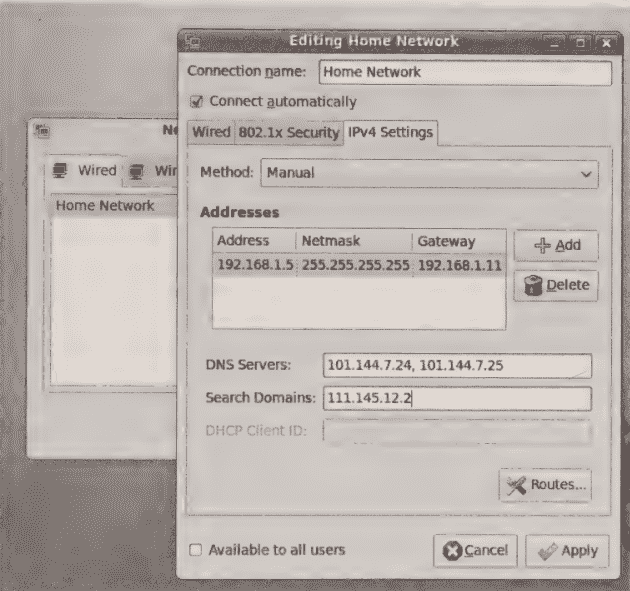 Editing Home Network
Connection name: Home Network
Connect automatically
Wired 802.1x Security IPv4 Settings
Wired
Home Network
Method: Manual
Addresses
Address Netmask Gateway
192.168.1.5 255.255.255.255 192.168.1.11
Add
Delete
DNS Servers: 101.144.7.24, 101.144.7.25
Search Domains: 111.145.12.2
DHCP Client ID:
Routes...
Available to all users
Cancel Apply